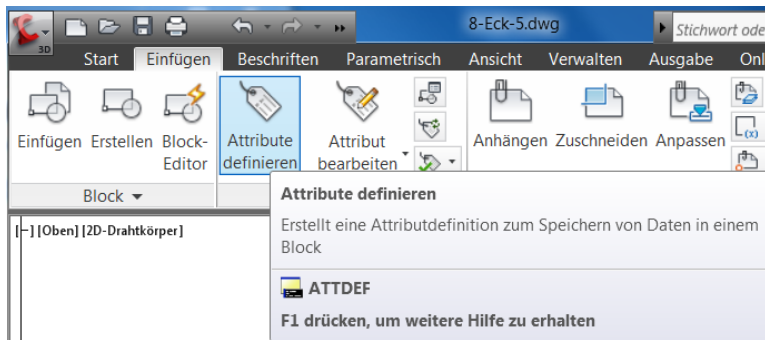 8-Eck-5.dwg
Stichwort ode
3D
Start Einfügen Beschriften Parametrisch Ansicht Verwalten Ausgabe Onl
Einfügen Erstellen Block-Editor Attribute definieren Attribut bearbeiten Anhängen Zuschneiden Anpassen
(x)
Block
[–] [Oben] [2D-Drahtkörper]
Attribute definieren
Erstellt eine Attributdefinition zum Speichern von Daten in einem
Block
ATTDEF
F1 drücken, um weitere Hilfe zu erhalten